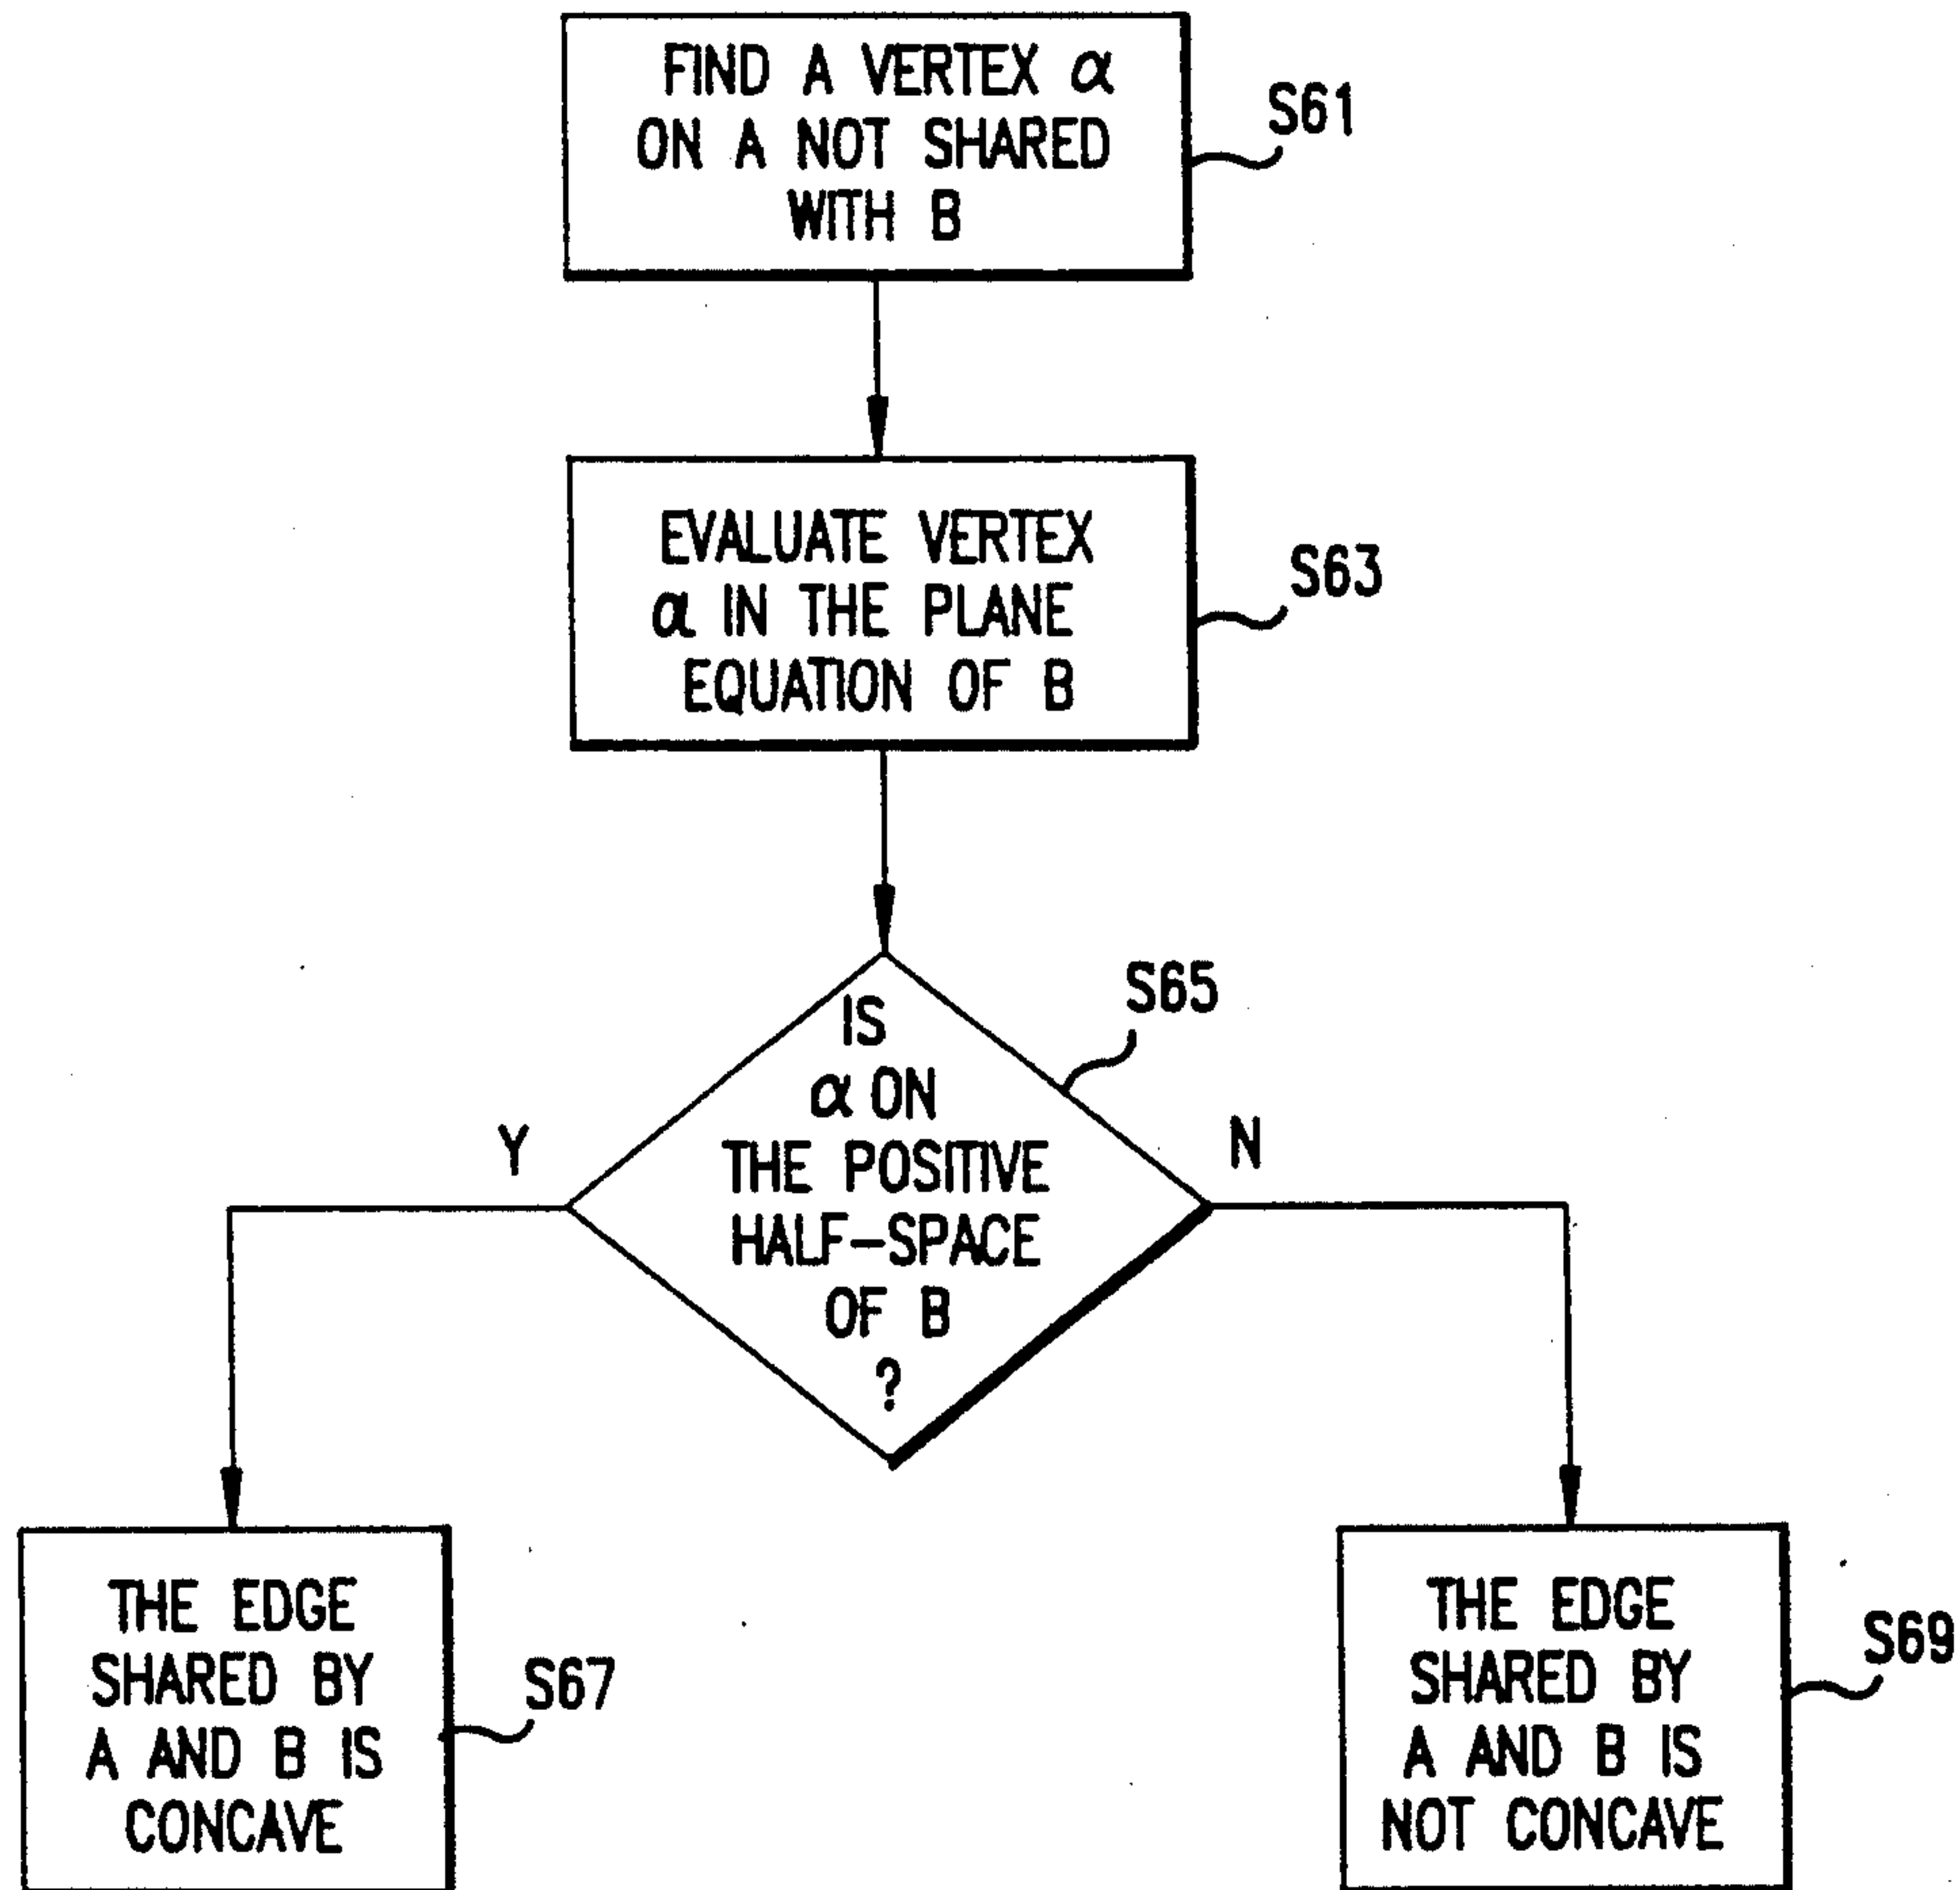 FIND A VERTEX α
ON A NOT SHARED
WITH B
S61
EVALUATE VERTEX
α IN THE PLANE
EQUATION OF B
S63
IS
α ON
THE POSITIVE
HALF-SPACE
OF B
?
S65
Y
N
THE EDGE
SHARED BY
A AND B IS
CONCAVE
S67
THE EDGE
SHARED BY
A AND B IS
NOT CONCAVE
S69